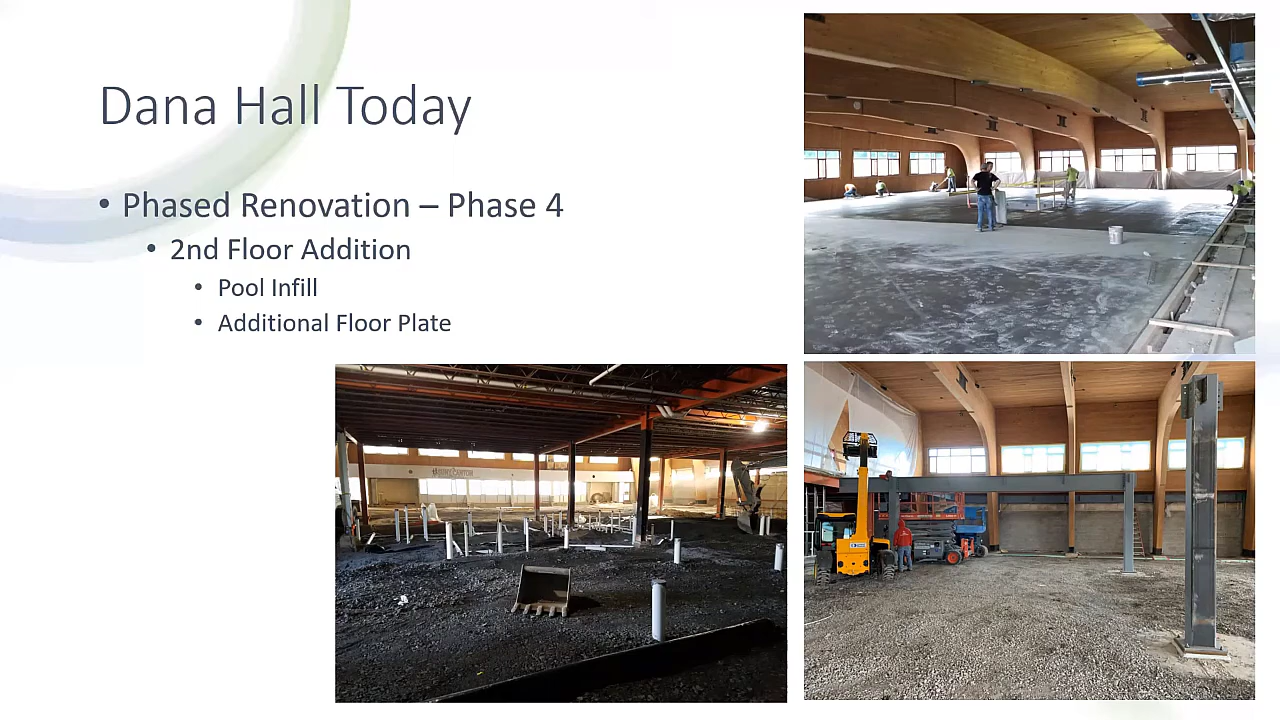 Dana Hall Today
• Phased Renovation – Phase 4
• 2nd Floor Addition
• Pool Infill
• Additional Floor Plate